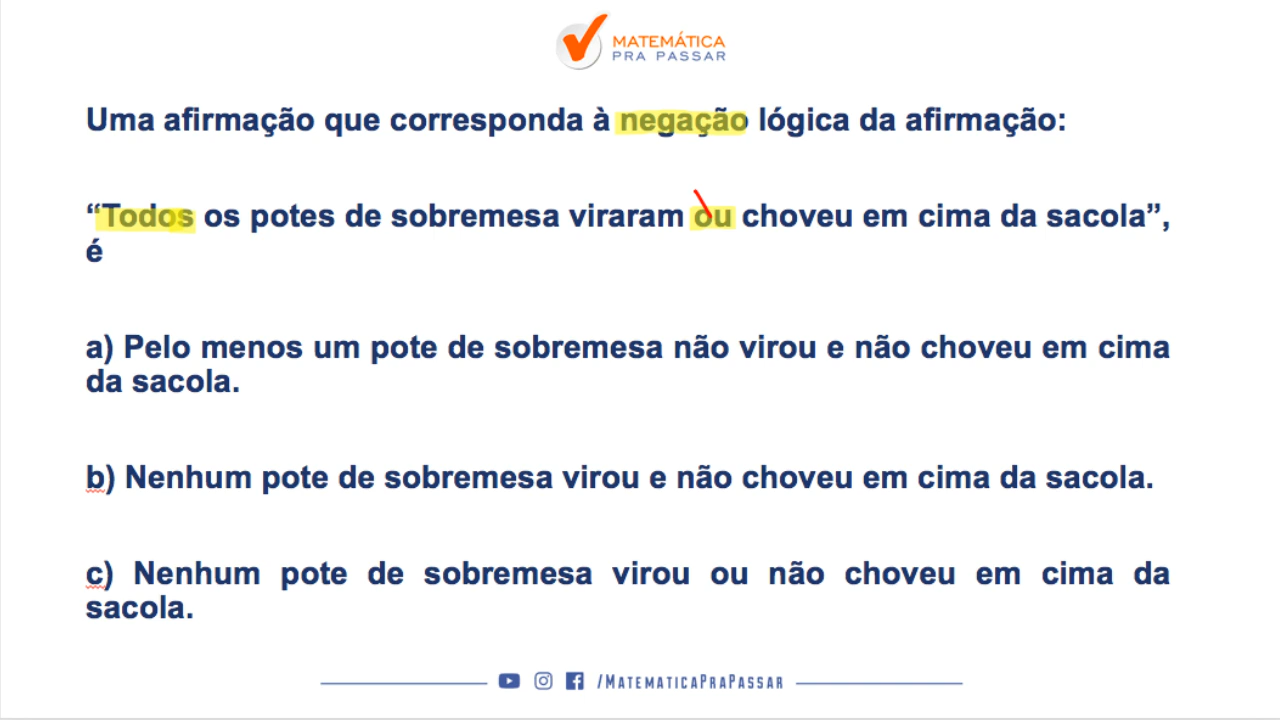 MATEMÁTICA
PRA PASSAR
Uma afirmação que corresponda à negação lógica da afirmação:
“Todos os potes de sobremesa viraram ou choveu em cima da sacola”,
é
a) Pelo menos um pote de sobremesa não virou e não choveu em cima
da sacola.
b) Nenhum pote de sobremesa virou e não choveu em cima da sacola.
c) Nenhum pote de sobremesa virou ou não choveu em cima da
sacola.
/MATEMATICAPRAPASSAR